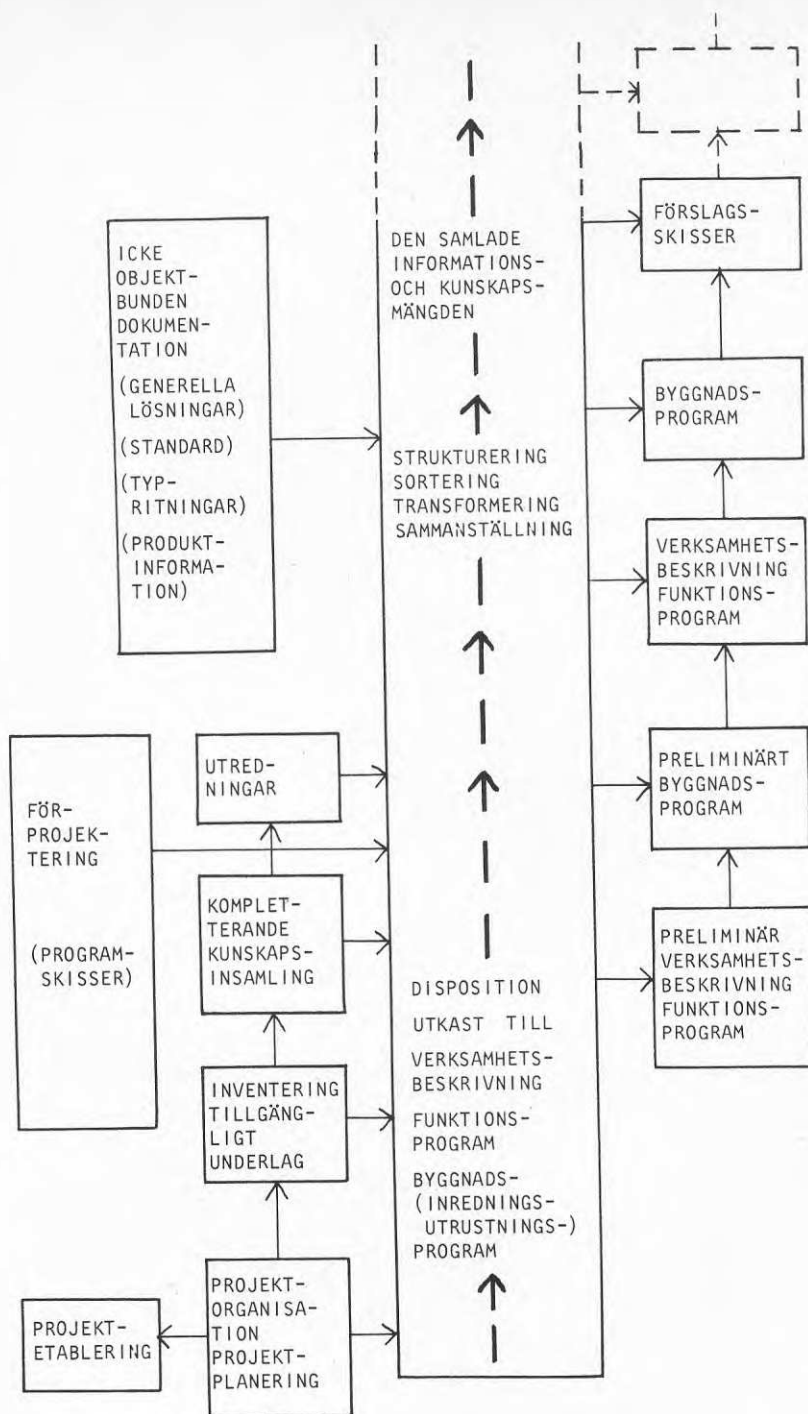 ICKE
OBJEKT-
BUNDEN
DOKUMEN-
TATION
(GENERELLA
LÖSNINGAR)
(STANDARD)
(TYP-
RITNINGAR)
(PRODUKT-
INFORMA-
TION)
FÖR-
PROJEK-
TERING
(PROGRAM-
SKISSER)
UTRED-
NINGAR
KOMPLET-
TERANDE
KUNSKAPS-
INSAMLING
INVENTERING
TILLGÄNG-
LIGT
UNDERLAG
PROJEKT-
ORGANISA-
TION
PROJEKT-
PLANERING
PROJEKT-
ETABLERING
DEN SAMLADE
INFORMATIONS-
OCH KUNSKAPS-
MÄNGDEN
STRUKTURERING
SORTERING
TRANSFORMERING
SAMMANSTÄLLNING
DISPOSITION
UTKAST TILL
VERKSAMHETS-
BESKRIVNING
FUNKTIONS-
PROGRAM
BYGGNADS-
(INREDNINGS-
UTRUSTNINGS-)
PROGRAM
FÖRSLAGS-
SKISSER
BYGGNADS-
PROGRAM
VERKSAMHETS-
BESKRIVNING
FUNKTIONS-
PROGRAM
PRELIMINÄRT
BYGGNADS-
PROGRAM
PRELIMINÄR
VERKSAMHETS-
BESKRIVNING
FUNKTIONS-
PROGRAM